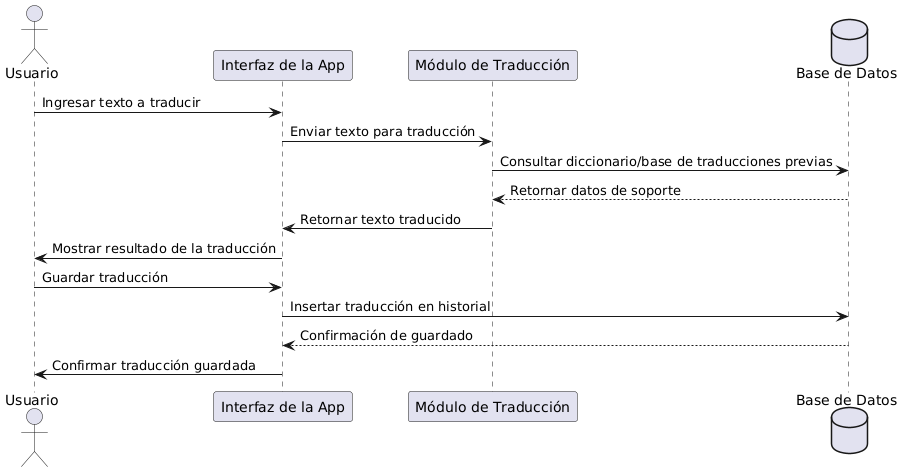 Usuario
Interfaz de la App
Módulo de Traducción
Base de Datos
Ingresar texto a traducir
Enviar texto para traducción
Consultar diccionario/base de traducciones previas
Retornar datos de soporte
Retornar texto traducido
Mostrar resultado de la traducción
Guardar traducción
Insertar traducción en historial
Confirmación de guardado
Confirmar traducción guardada
Usuario
Interfaz de la App
Módulo de Traducción
Base de Datos